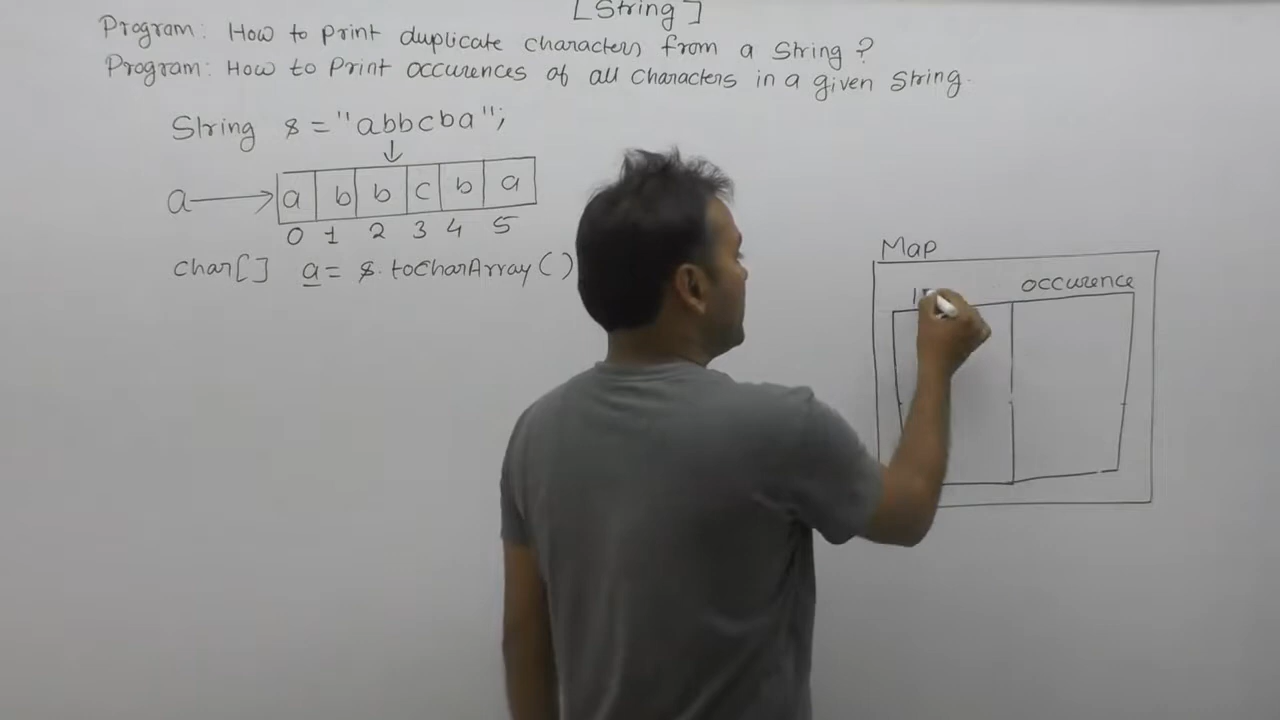 [String]
Program: How to print duplicate characters from a String?
Program: How to Print occurences of all characters in a given string.
String s = "abbcba";
a a b b c b a
0 1 2 3 4 5
char[] a = s.toCharArray()
Map
occurence